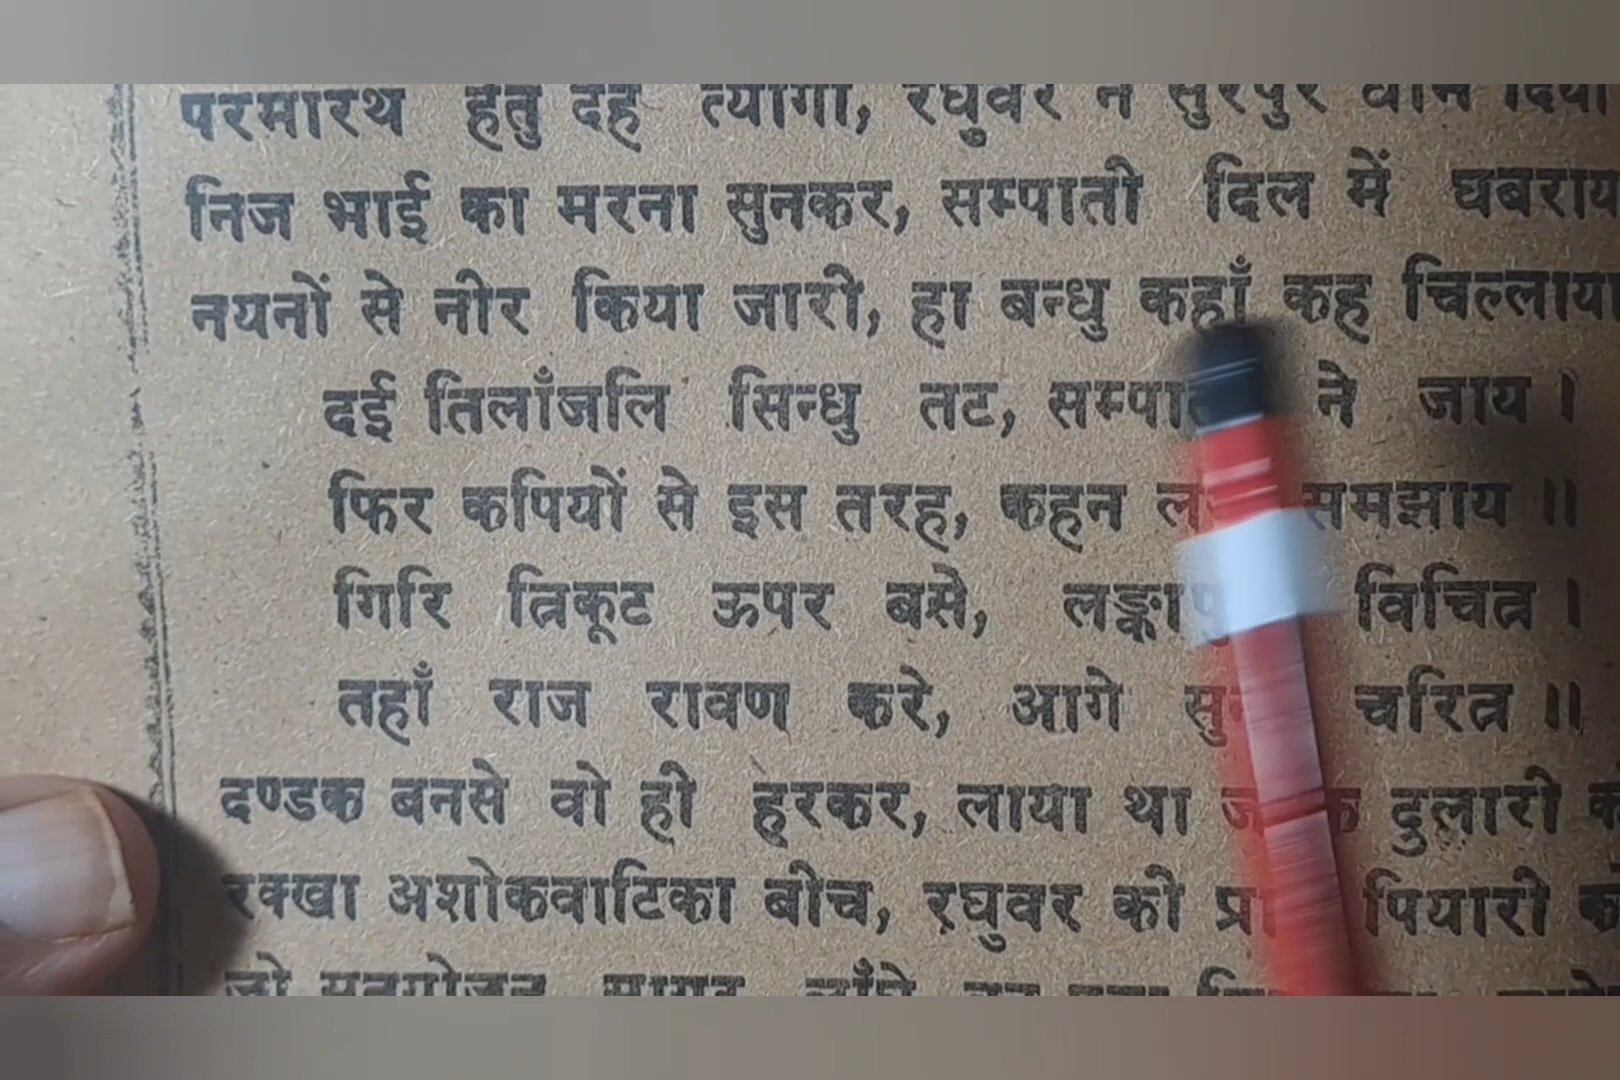 परमारथ हेतु देह त्यागी, रघुवर ने सुरपुर धाम दिया
निज भाई का मरना सुनकर, सम्पाती दिल में घबराय
नयनों से नीर किया जारी, हा बन्धु कहाँ कह चिल्लाया
दई तिलाँजलि सिन्धु तट, ने जाय ।
फिर कपियों से इस तरह, कहन समझाय ॥
गिरि त्रिकूट ऊपर बसे, विचित्र ।
तहाँ राज रावण करे, आगे चरित्र ॥
दण्डक बनसे वो ही हरकर, लाया था दुलारी
रक्खा अशोकवाटिका बीच, रघुवर की पियारी